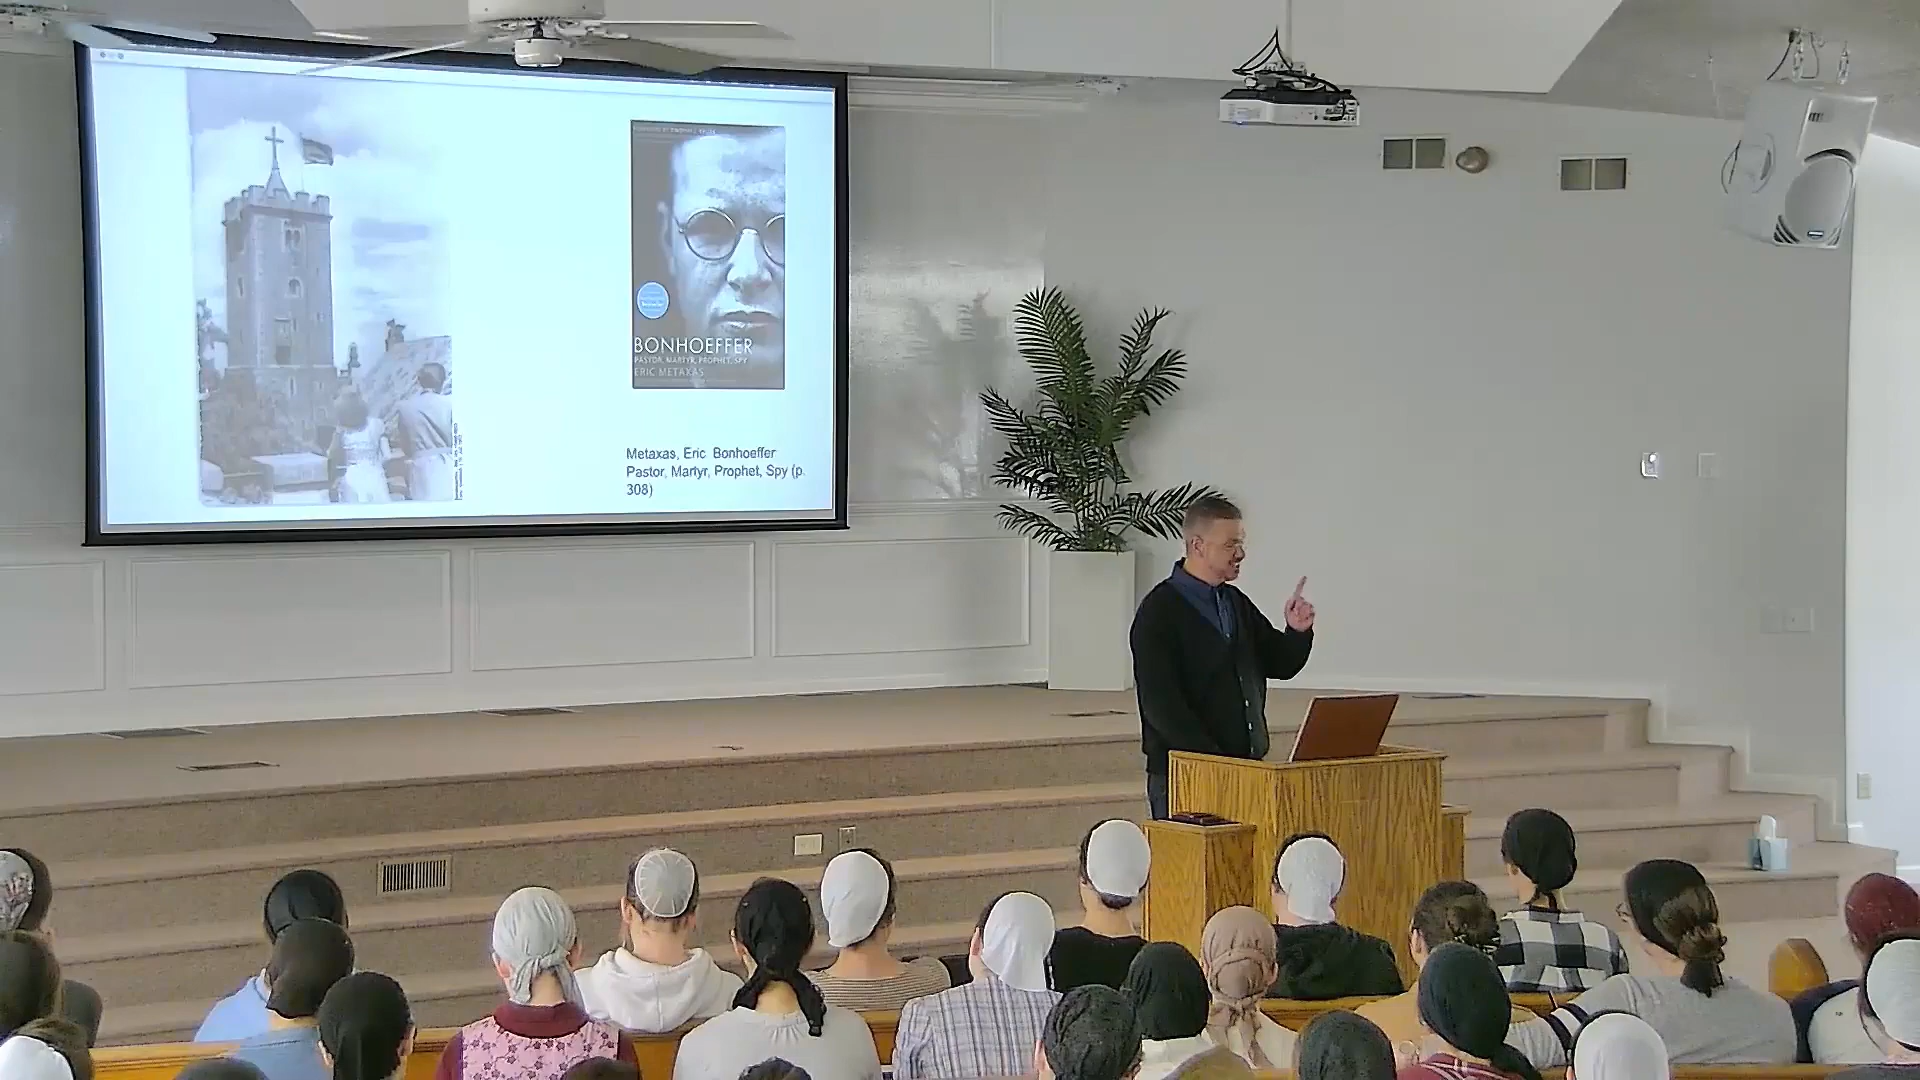 BONHOEFFER
PASTOR, MARTYR, PROPHET, SPY
ERIC METAXAS
Metaxas, Eric Bonhoeffer
Pastor, Martyr, Prophet, Spy (p.
308)